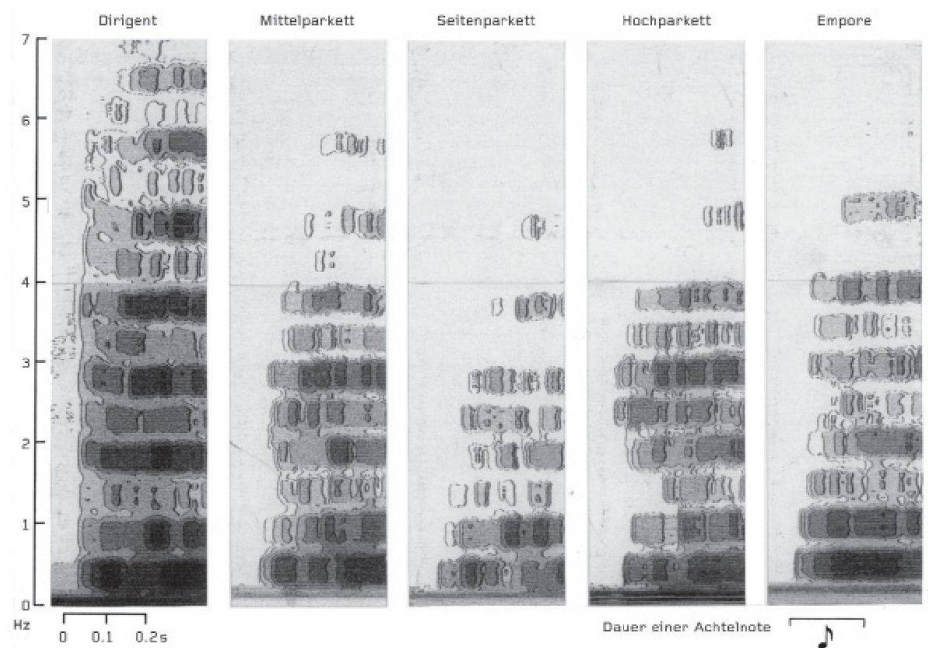 Dirigent Mittelparkett Seitenparkett Hochparkett Empore
7
6
5
4
3
2
1
0
Hz
0 0.1 0.2s
Dauer einer Achtelnote